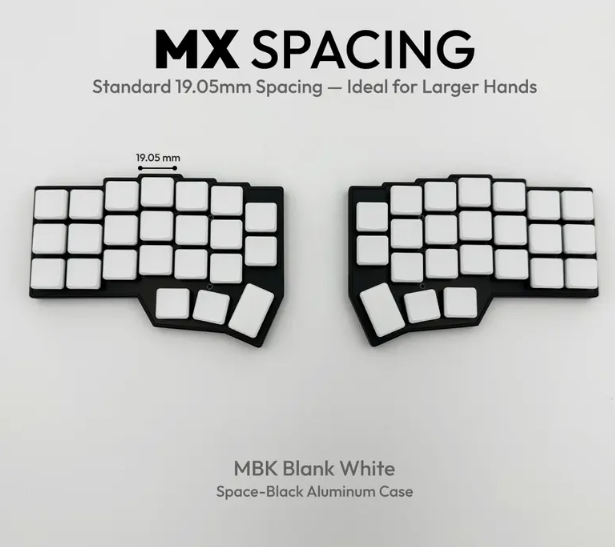 MX SPACING
Standard 19.05mm Spacing — Ideal for Larger Hands
19.05 mm
MBK Blank White
Space-Black Aluminum Case